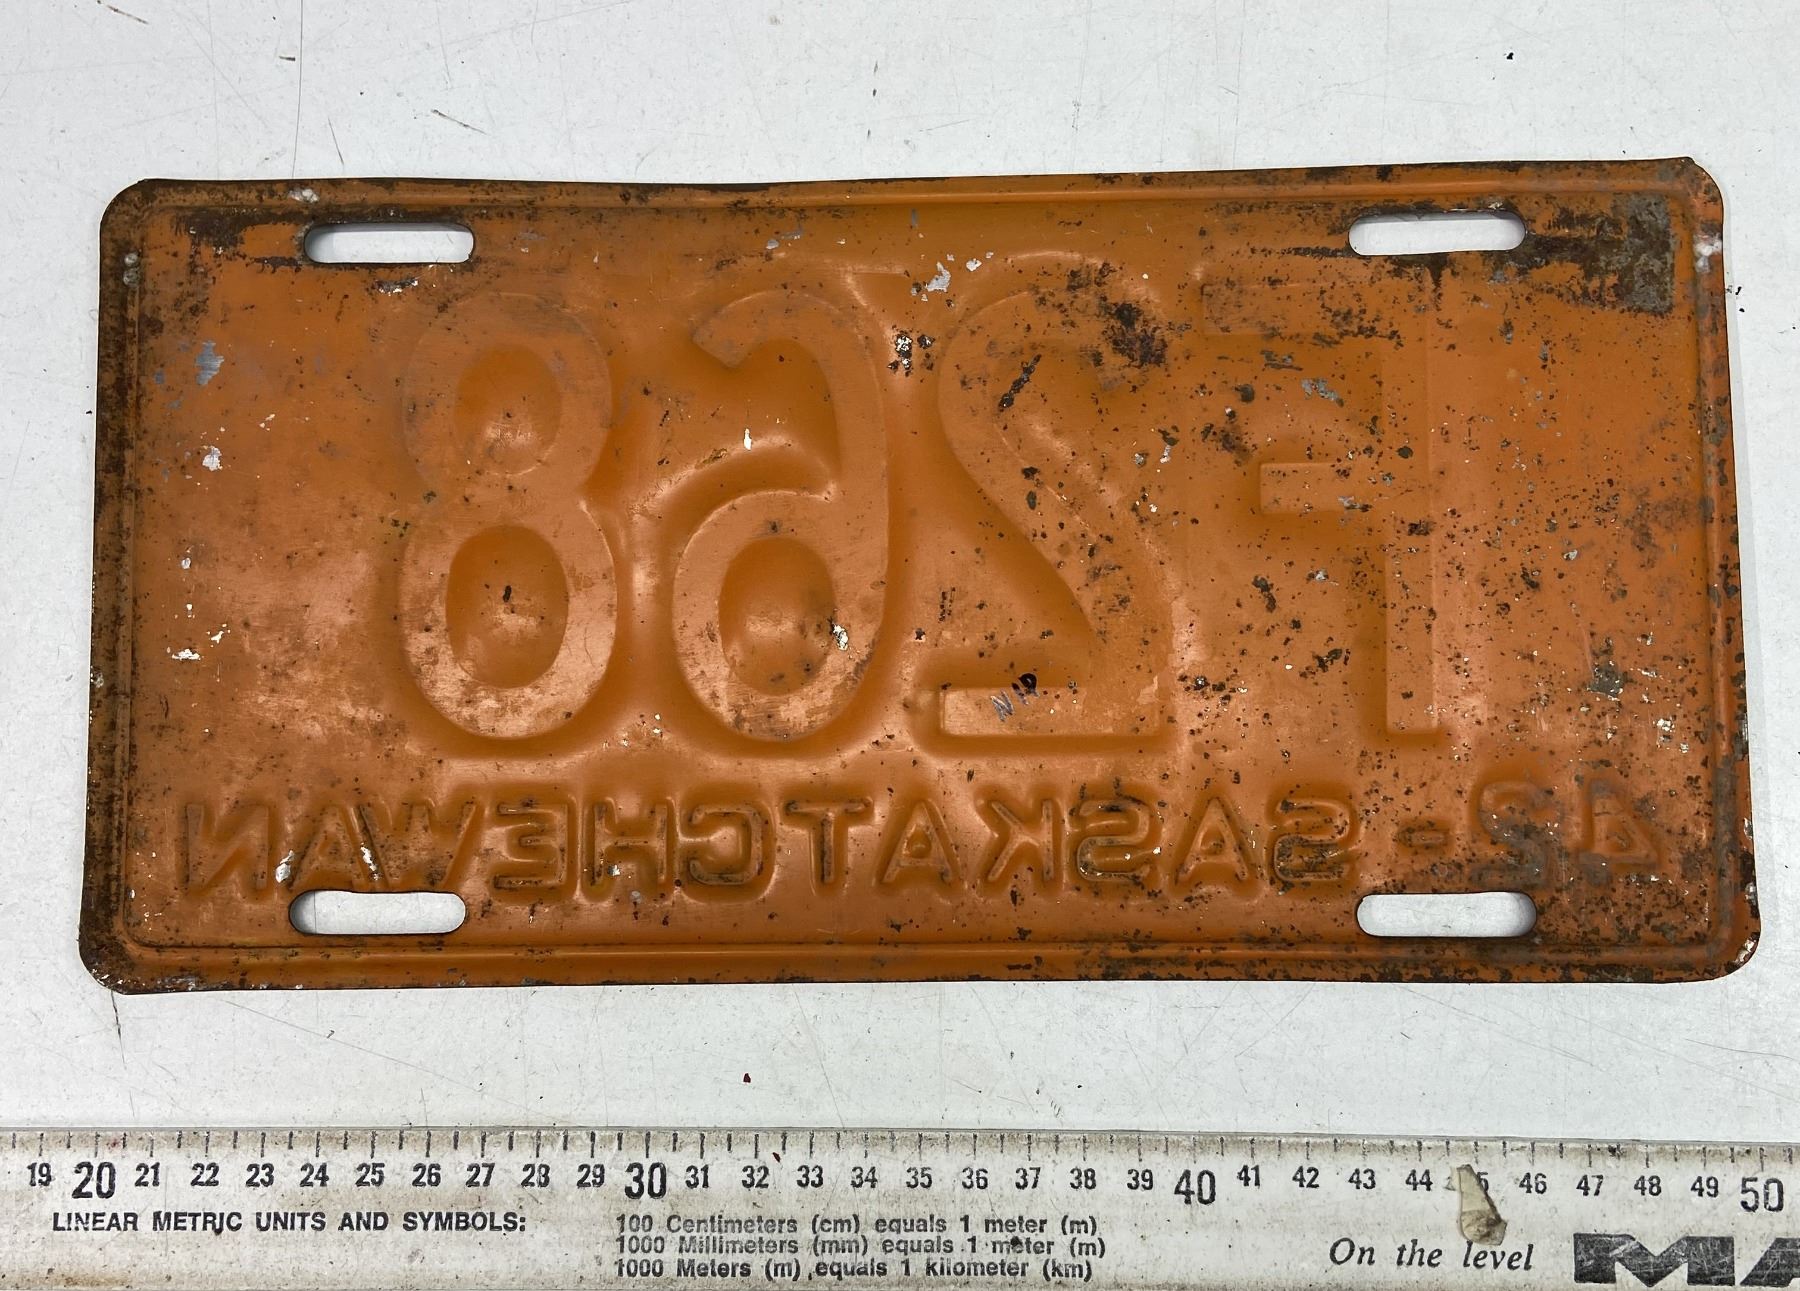 F268
42 - SASKATCHEWAN
19 20 21 22 23 24 25 26 27 28 29 30 31 32 33 34 35 36 37 38 39 40 41 42 43 44 45 46 47 48 49 50
LINEAR METRIC UNITS AND SYMBOLS: 100 Centimeters (cm) equals 1 meter (m)
1000 Millimeters (mm) equals 1 meter (m)
1000 Meters (m) equals 1 kilometer (km)
On the level MA